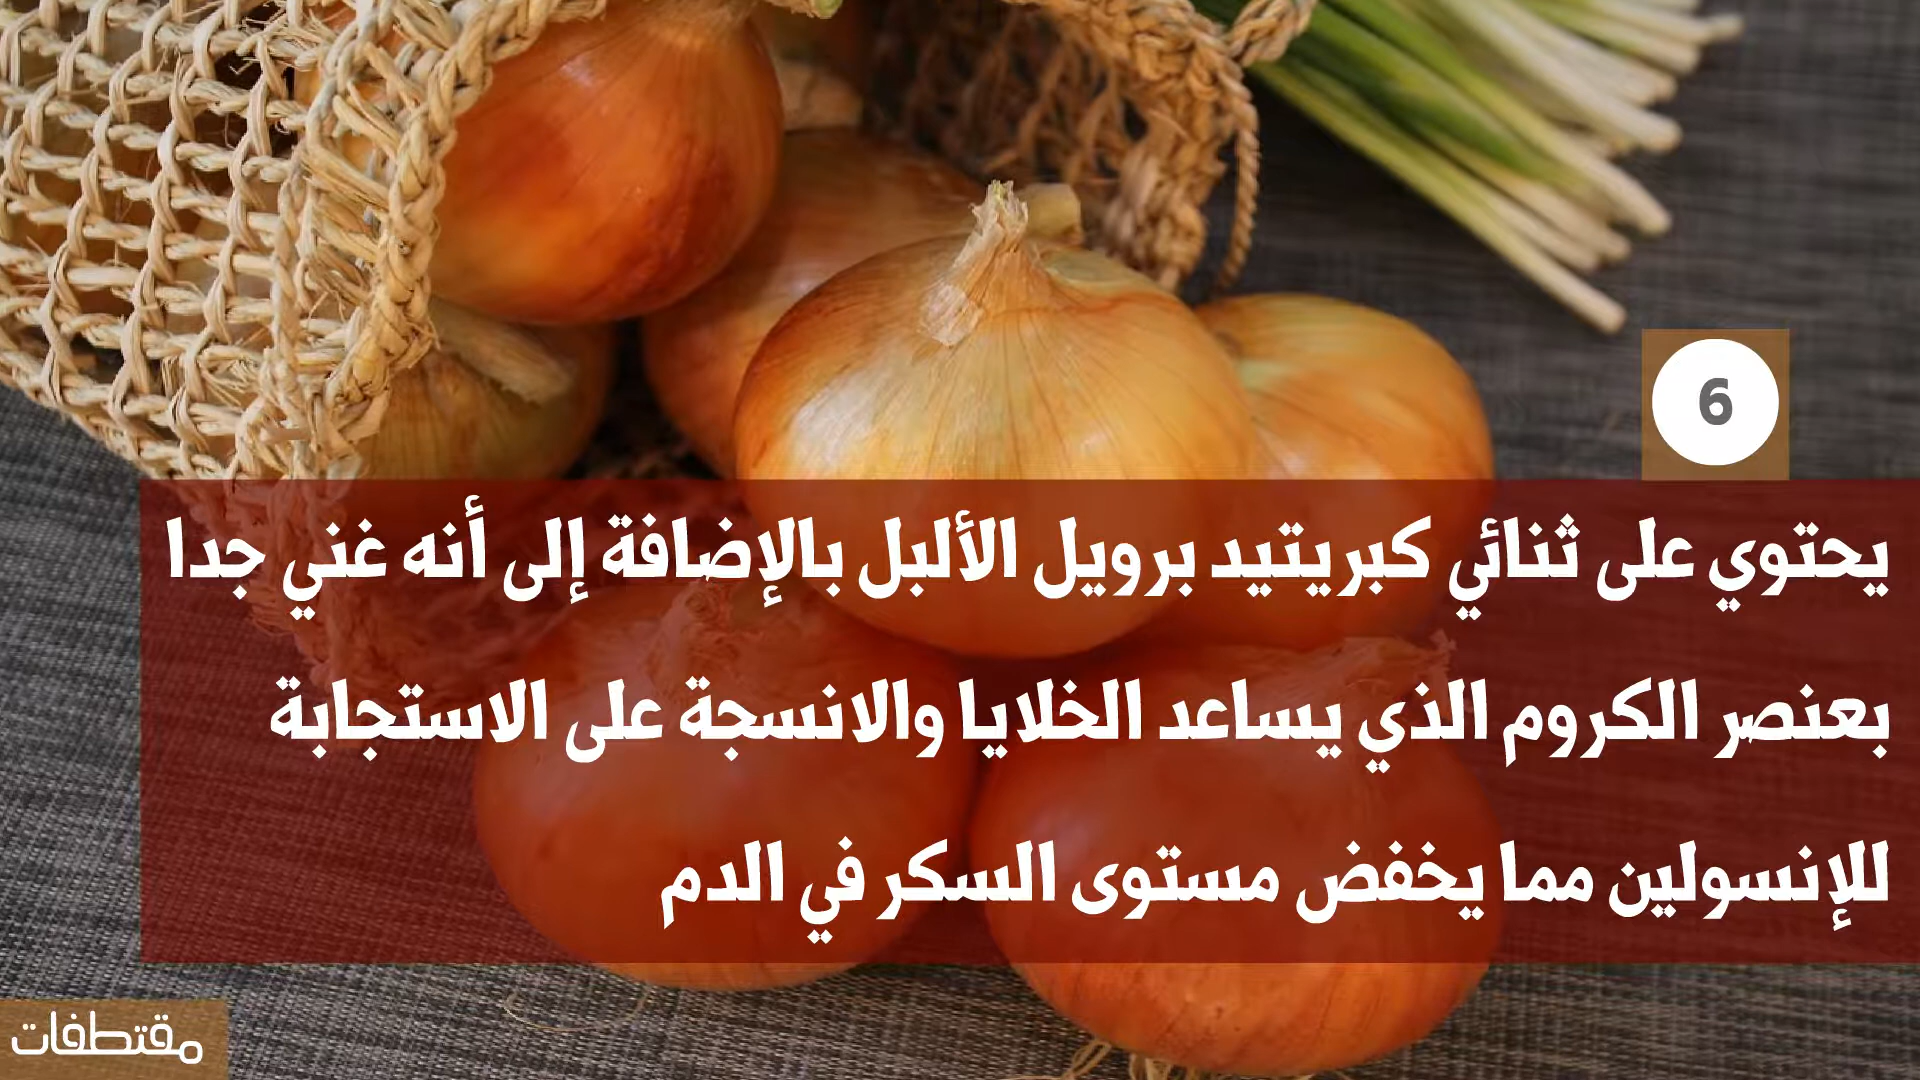 6
يحتوي على ثنائي كبريتيد برويل الألبل بالإضافة إلى أنه غني جدا
بعنصر الكروم الذي يساعد الخلايا والانسجة على الاستجابة
للإنسولين مما يخفض مستوى السكر في الدم
مقتطفات